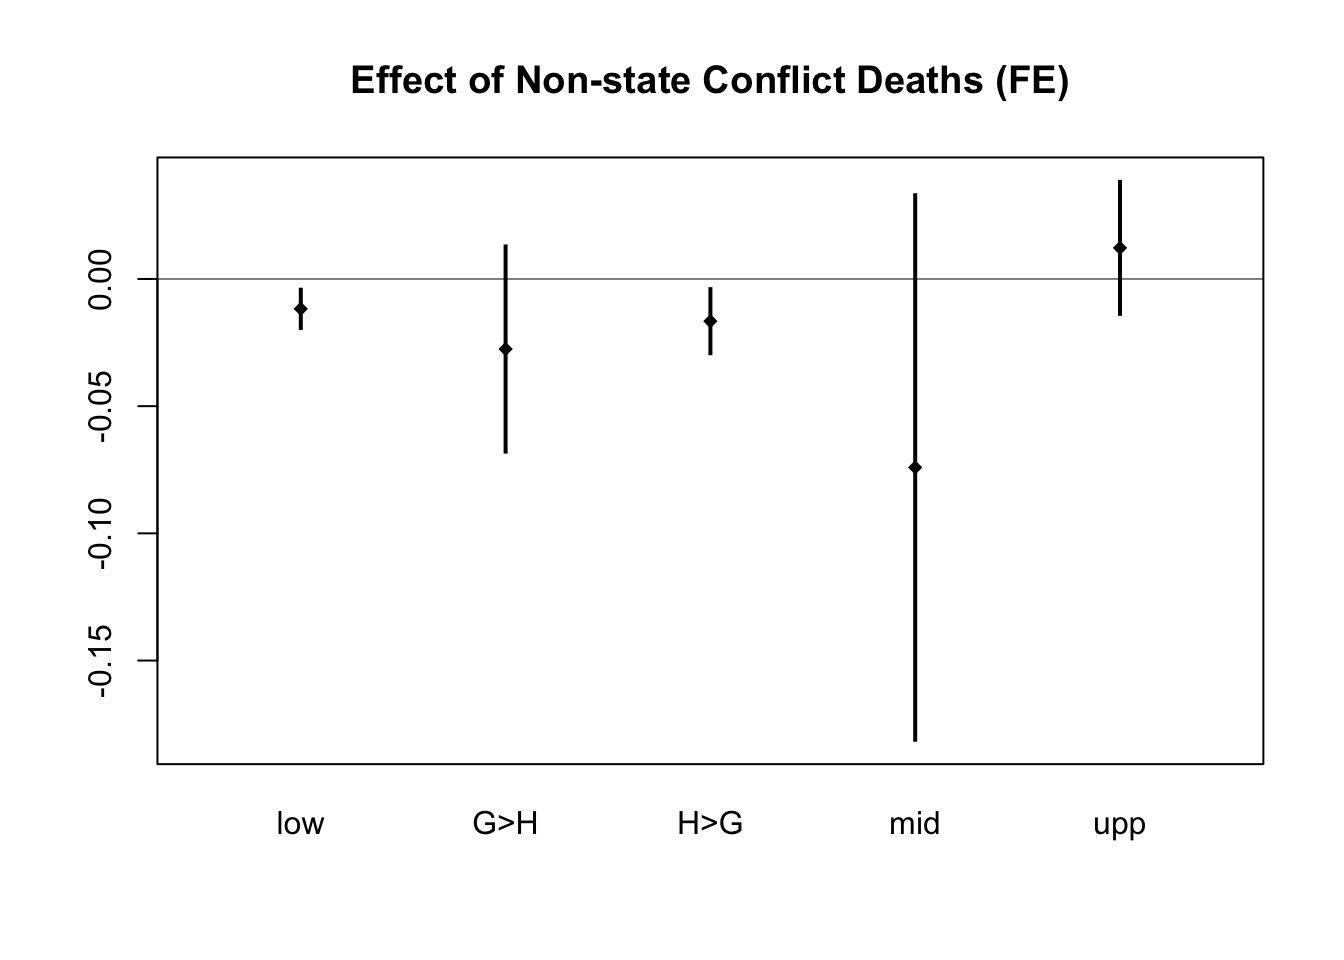 Effect of Non-state Conflict Deaths (FE)
0.00
-0.05
-0.10
-0.15
low G>H H>G mid upp